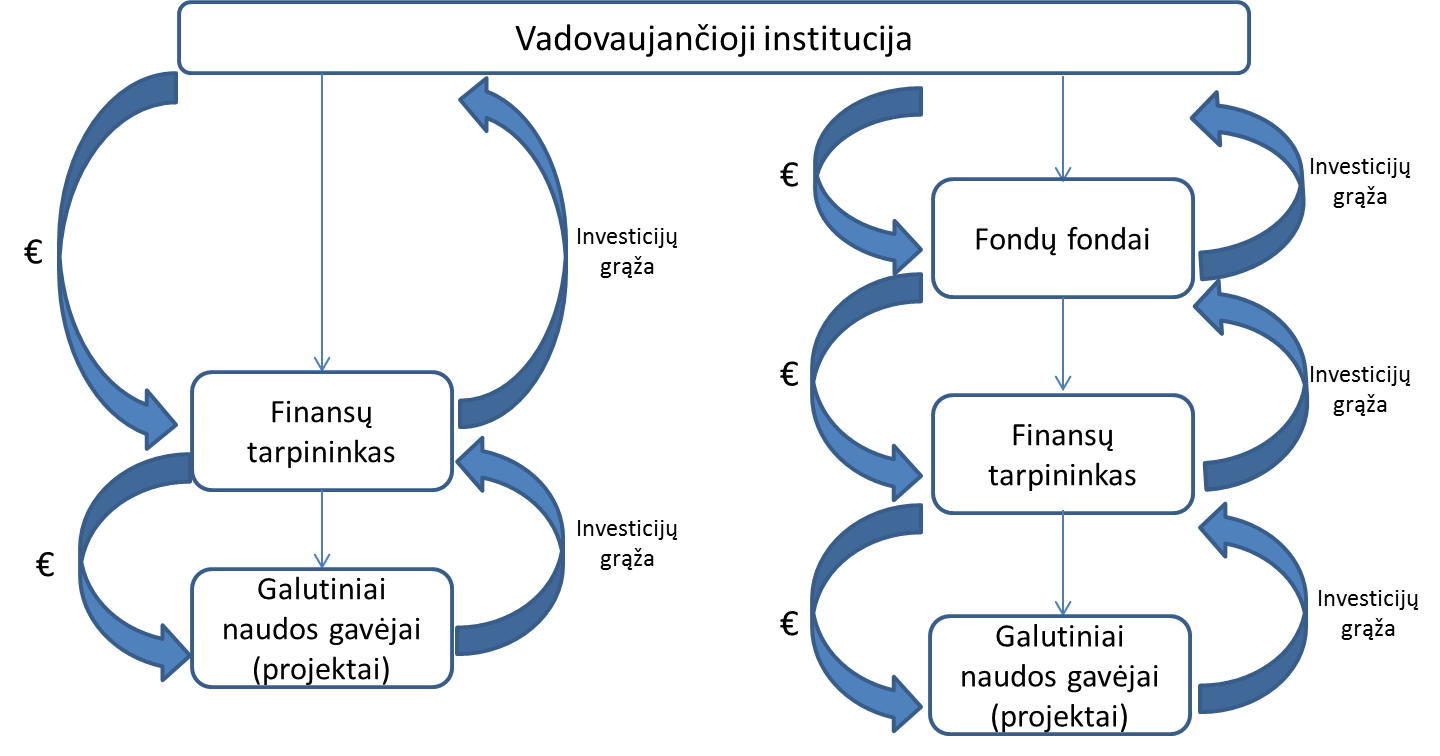 Vadovaujančioji institucija
€
Investicijų
grąža
Finansų
tarpininkas
€
Investicijų
grąža
Galutiniai
naudos gavėjai
(projektai)
€
Investicijų
grąža
Fondų fondai
€
Investicijų
grąža
Finansų
tarpininkas
€
Investicijų
grąža
Galutiniai
naudos gavėjai
(projektai)